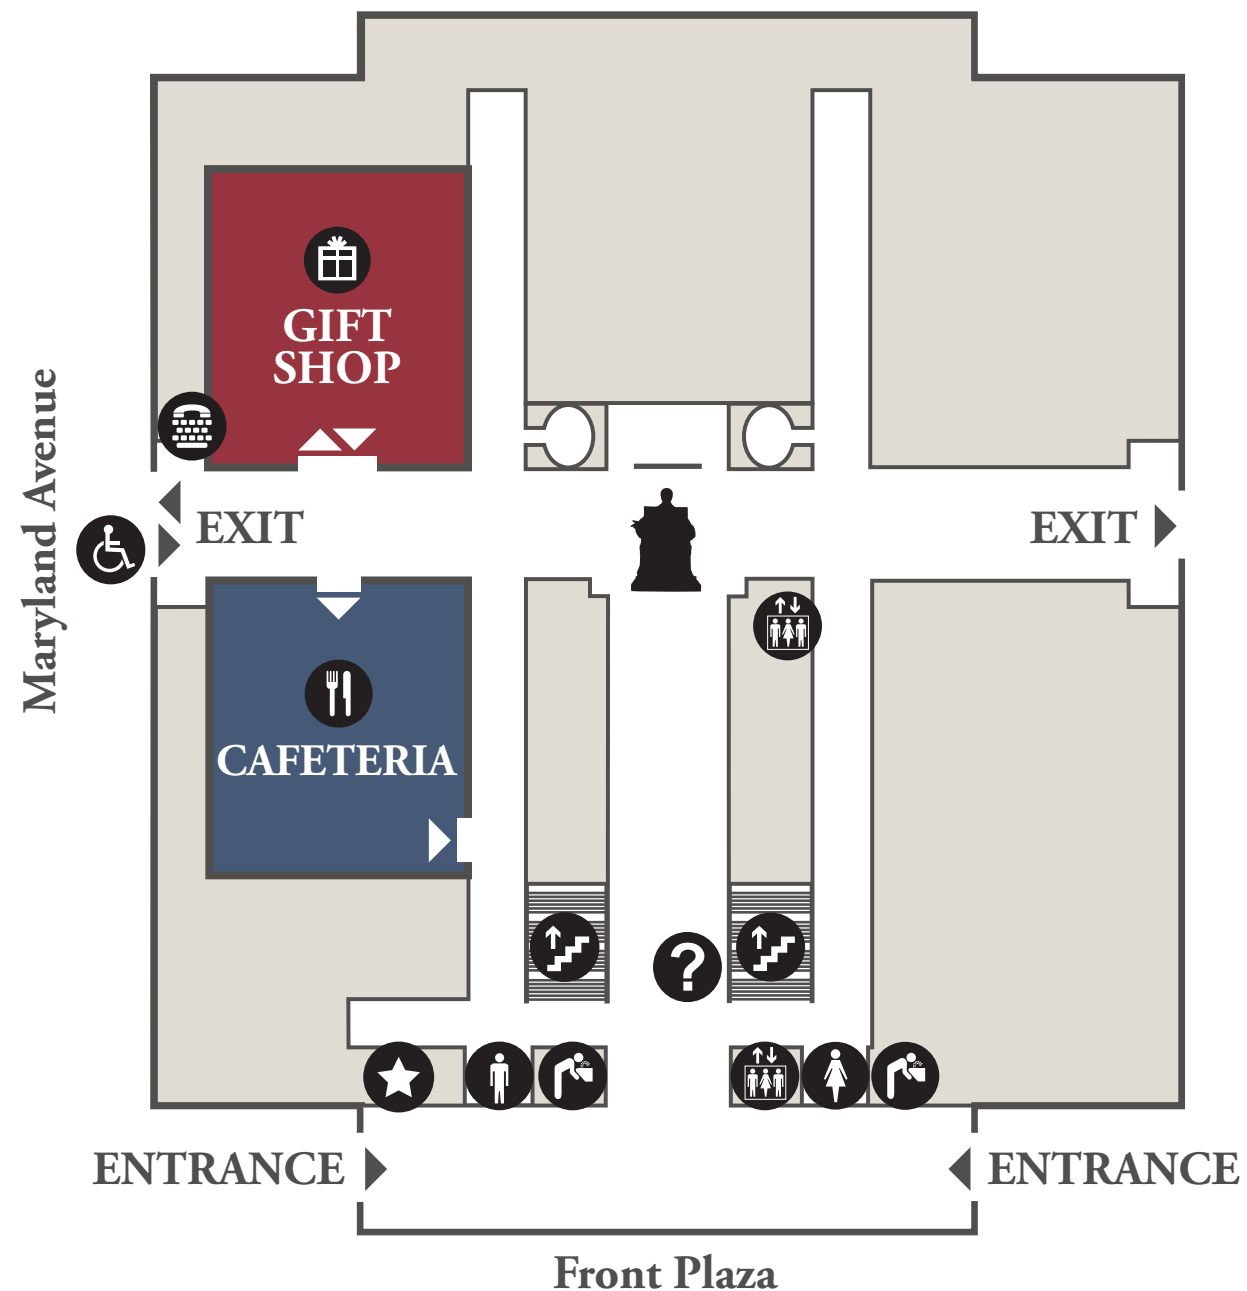 GIFT
SHOP
Maryland Avenue
EXIT
EXIT
?
CAFETERIA
ENTRANCE
ENTRANCE
Front Plaza